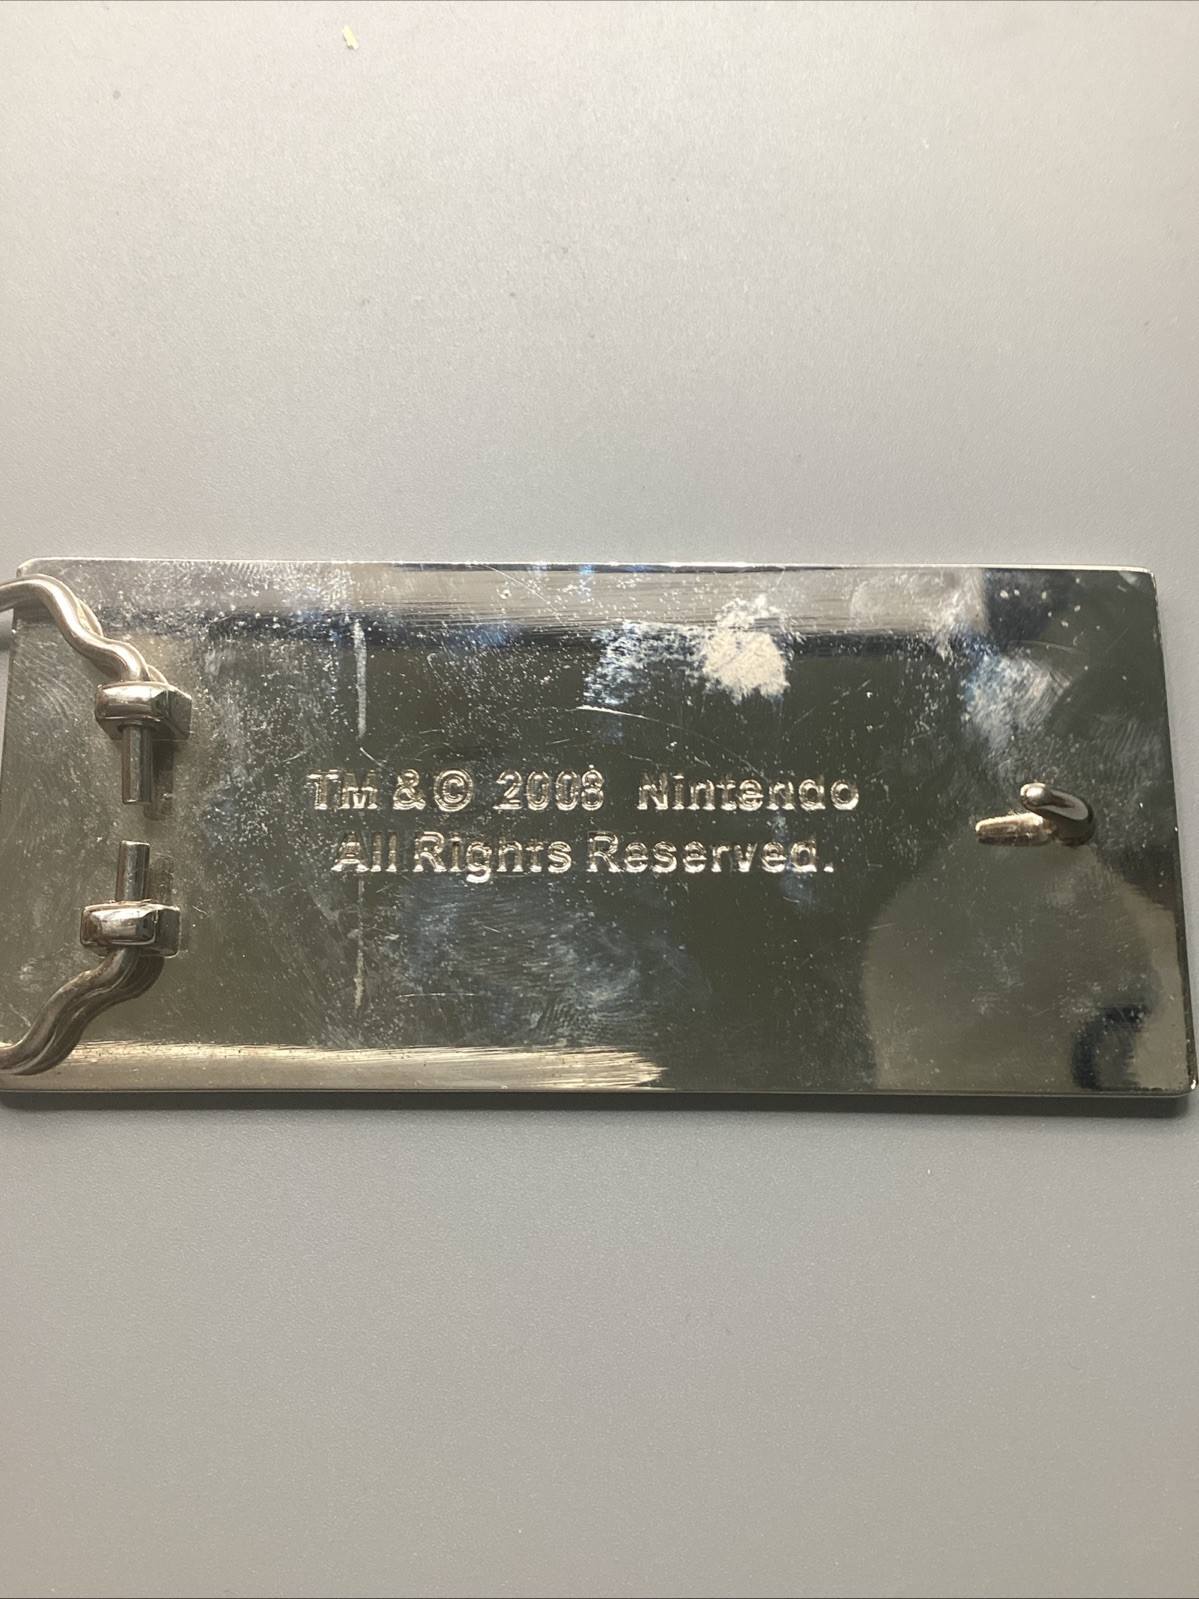 TM & © 2008 Nintendo
All Rights Reserved.